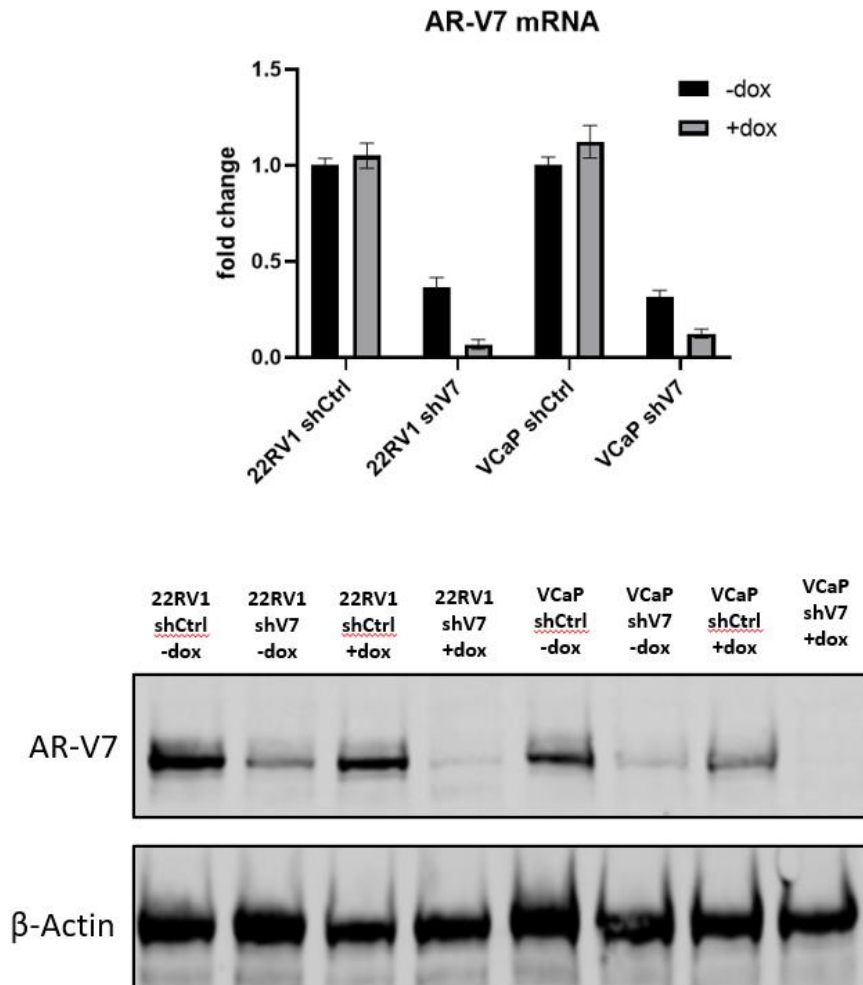 AR-V7 mRNA
1.5
1.0
0.5
0.0
fold change
-dox
+dox
22RV1 shCtrl
22RV1 shV7
VCaP shCtrl
VCaP shV7
22RV1 shCtrl -dox
22RV1 shV7 -dox
22RV1 shCtrl +dox
22RV1 shV7 +dox
VCaP shCtrl -dox
VCaP shV7 -dox
VCaP shCtrl +dox
VCaP shV7 +dox
AR-V7
β-Actin